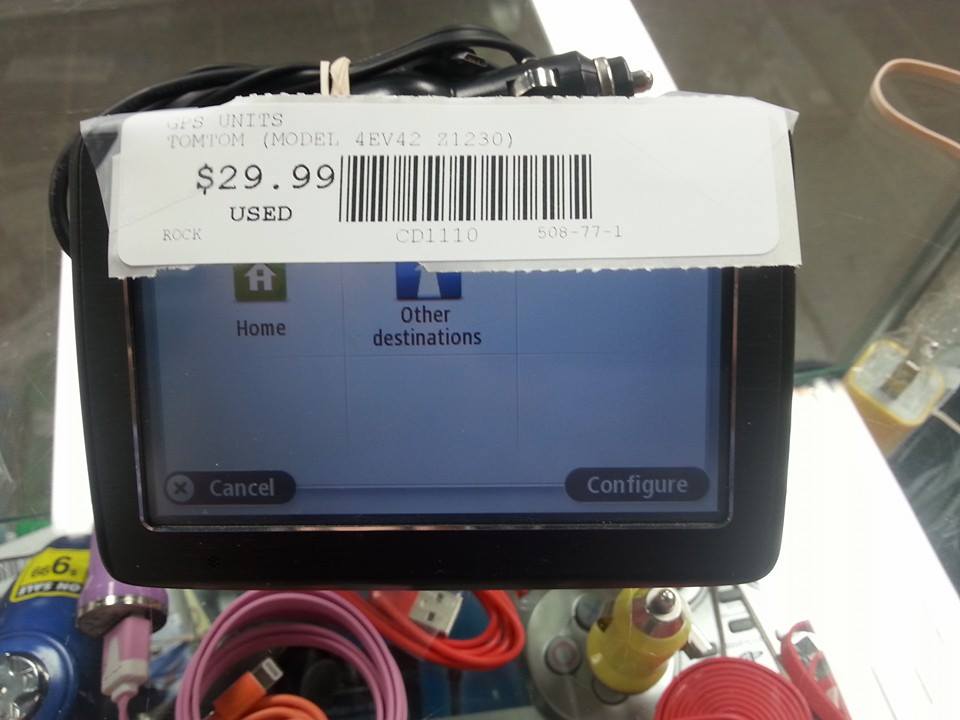 GPS UNITS
TOMTOM (MODEL 4EV42 Z1230)
$29.99
USED
ROCK
CD1110
508-77-1
Home
Other
destinations
Cancel
Configure